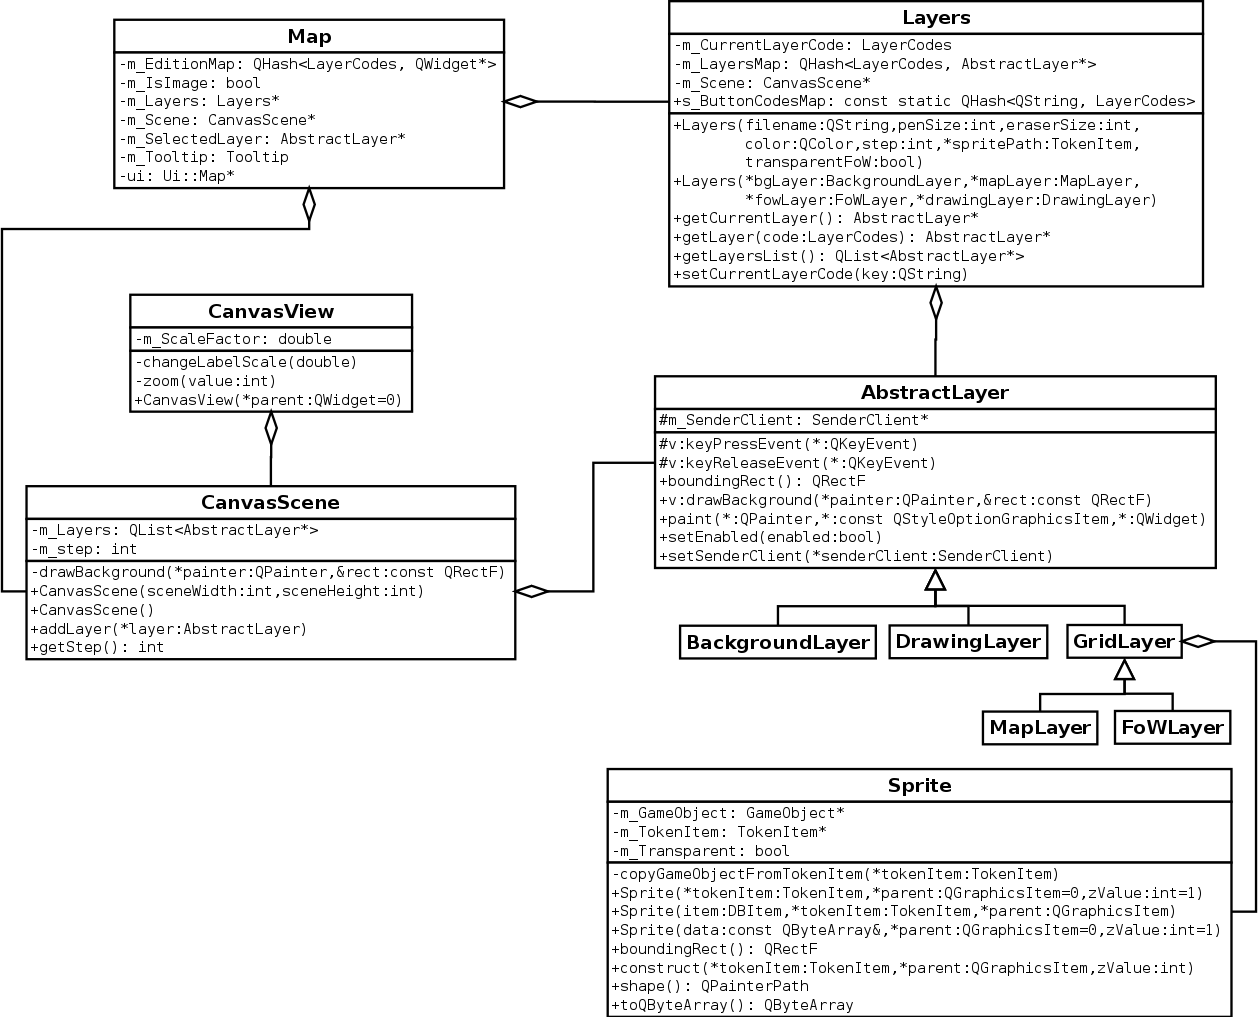 Map
-m_EditionMap: QHash<LayerCodes, QWidget*>
-m_IsImage: bool
-m_Layers: Layers*
-m_Scene: CanvasScene*
-m_SelectedLayer: AbstractLayer*
-m_Tooltip: Tooltip
-ui: Ui::Map*
Layers
-m_CurrentLayerCode: LayerCodes
-m_LayersMap: QHash<LayerCodes, AbstractLayer*>
-m_Scene: CanvasScene*
+s_ButtonCodesMap: const static QHash<QString, LayerCodes>
+Layers(filename:QString,penSize:int,eraserSize:int,
color:QColor,step:int,*spritePath:TokenItem,
transparentFoW:bool)
+Layers(*bgLayer:BackgroundLayer,*mapLayer:MapLayer,
*fowLayer:FoWLayer,*drawingLayer:DrawingLayer)
+getCurrentLayer(): AbstractLayer*
+getLayer(code:LayerCodes): AbstractLayer*
+getLayersList(): QList<AbstractLayer*>
+setCurrentLayerCode(key:QString)
CanvasView
-m_ScaleFactor: double
-changeLabelScale(double)
-zoom(value:int)
+CanvasView(*parent:QWidget=0)
AbstractLayer
#m_SenderClient: SenderClient*
#v:keyPressEvent(*:QKeyEvent)
#v:keyReleaseEvent(*:QKeyEvent)
+boundingRect(): QRectF
+v:drawBackground(*painter:QPainter,&rect:const QRectF)
+paint(*:QPainter,*:const QStyleOptionGraphicsItem,*:QWidget)
+setEnabled(enabled:bool)
+setSenderClient(*senderClient:SenderClient)
CanvasScene
-m_Layers: QList<AbstractLayer*>
-m_step: int
-drawBackground(*painter:QPainter,&rect:const QRectF)
+CanvasScene(sceneWidth:int,sceneHeight:int)
+CanvasScene()
+addLayer(*layer:AbstractLayer)
+getStep(): int
BackgroundLayer
DrawingLayer
GridLayer
MapLayer
FoWLayer
Sprite
-m_GameObject: GameObject*
-m_TokenItem: TokenItem*
-m_Transparent: bool
-copyGameObjectFromTokenItem(*tokenItem:TokenItem)
+Sprite(*tokenItem:TokenItem,*parent:QGraphicsItem=0,zValue:int=1)
+Sprite(item:DBItem,*tokenItem:TokenItem,*parent:QGraphicsItem)
+Sprite(data:const QByteArray&,*parent:QGraphicsItem=0,zValue:int=1)
+boundingRect(): QRectF
+construct(*tokenItem:TokenItem,*parent:QGraphicsItem,zValue:int)
+shape(): QPainterPath
+toQByteArray(): QByteArray